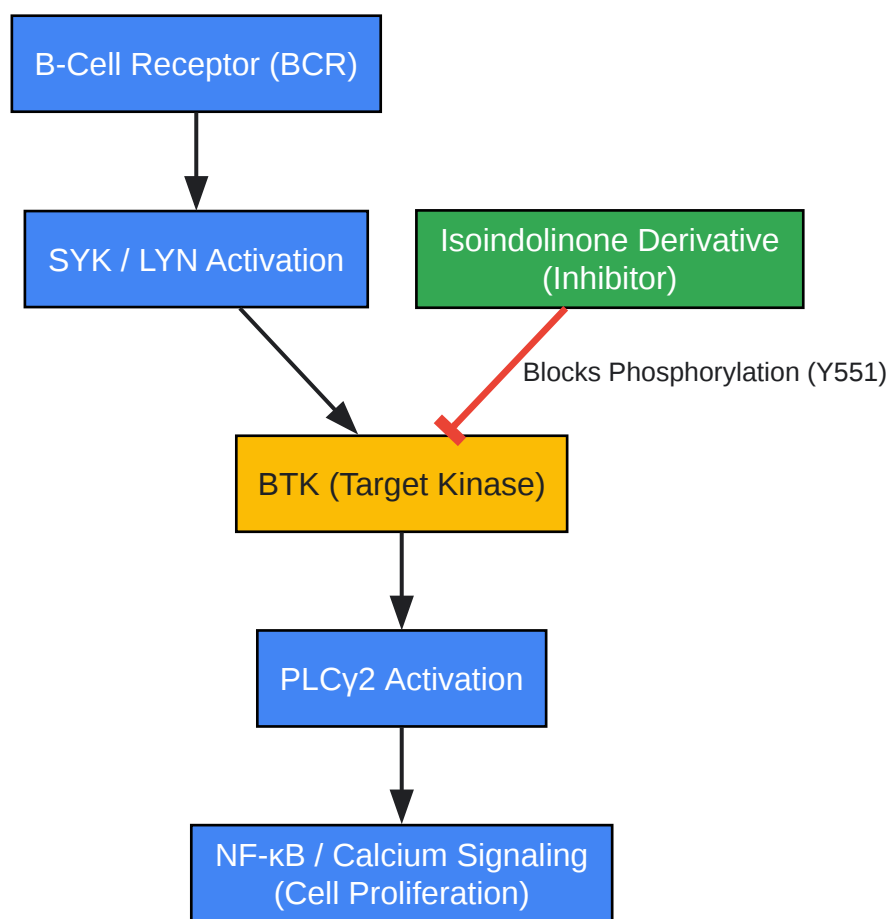 B-Cell Receptor (BCR)
SYK / LYN Activation
Isoindolinone Derivative
(Inhibitor)
Blocks Phosphorylation (Y551)
BTK (Target Kinase)
PLCγ2 Activation
NF-κB / Calcium Signaling
(Cell Proliferation)